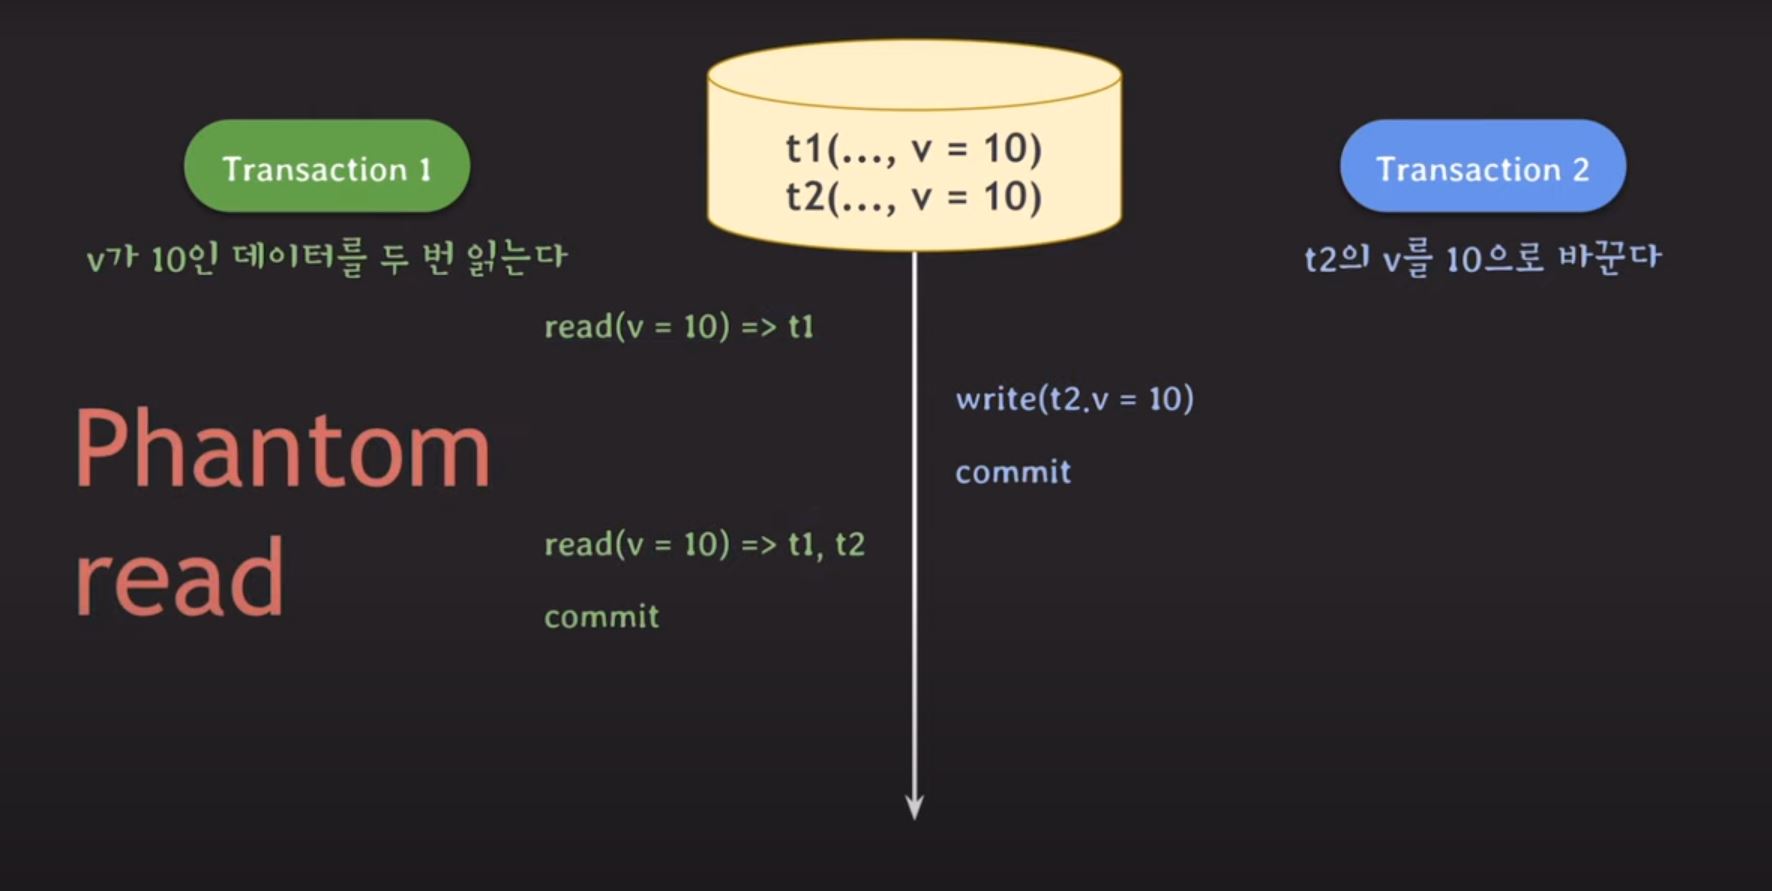 t1(..., v = 10)
t2(..., v = 10)
Transaction 1
v가 10인 데이터를 두 번 읽는다
Transaction 2
t2의 v를 10으로 바꾼다
read(v = 10) => t1
write(t2.v = 10)
commit
Phantom
read
read(v = 10) => t1, t2
commit